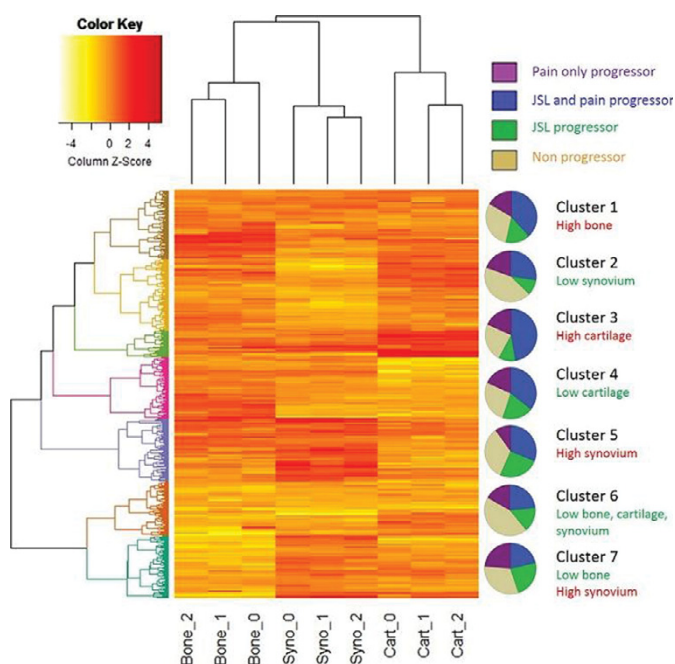 Color Key
-4 -2 0 2 4
Column Z-Score
Pain only progressor
JSL and pain progressor
JSL progressor
Non progressor
Cluster 1
High bone
Cluster 2
Low synovium
Cluster 3
High cartilage
Cluster 4
Low cartilage
Cluster 5
High synovium
Cluster 6
Low bone, cartilage,
synovium
Cluster 7
Low bone
High synovium
Bone_2
Bone_1
Bone_0
Syno_0
Syno_1
Syno_2
Cart_0
Cart_1
Cart_2